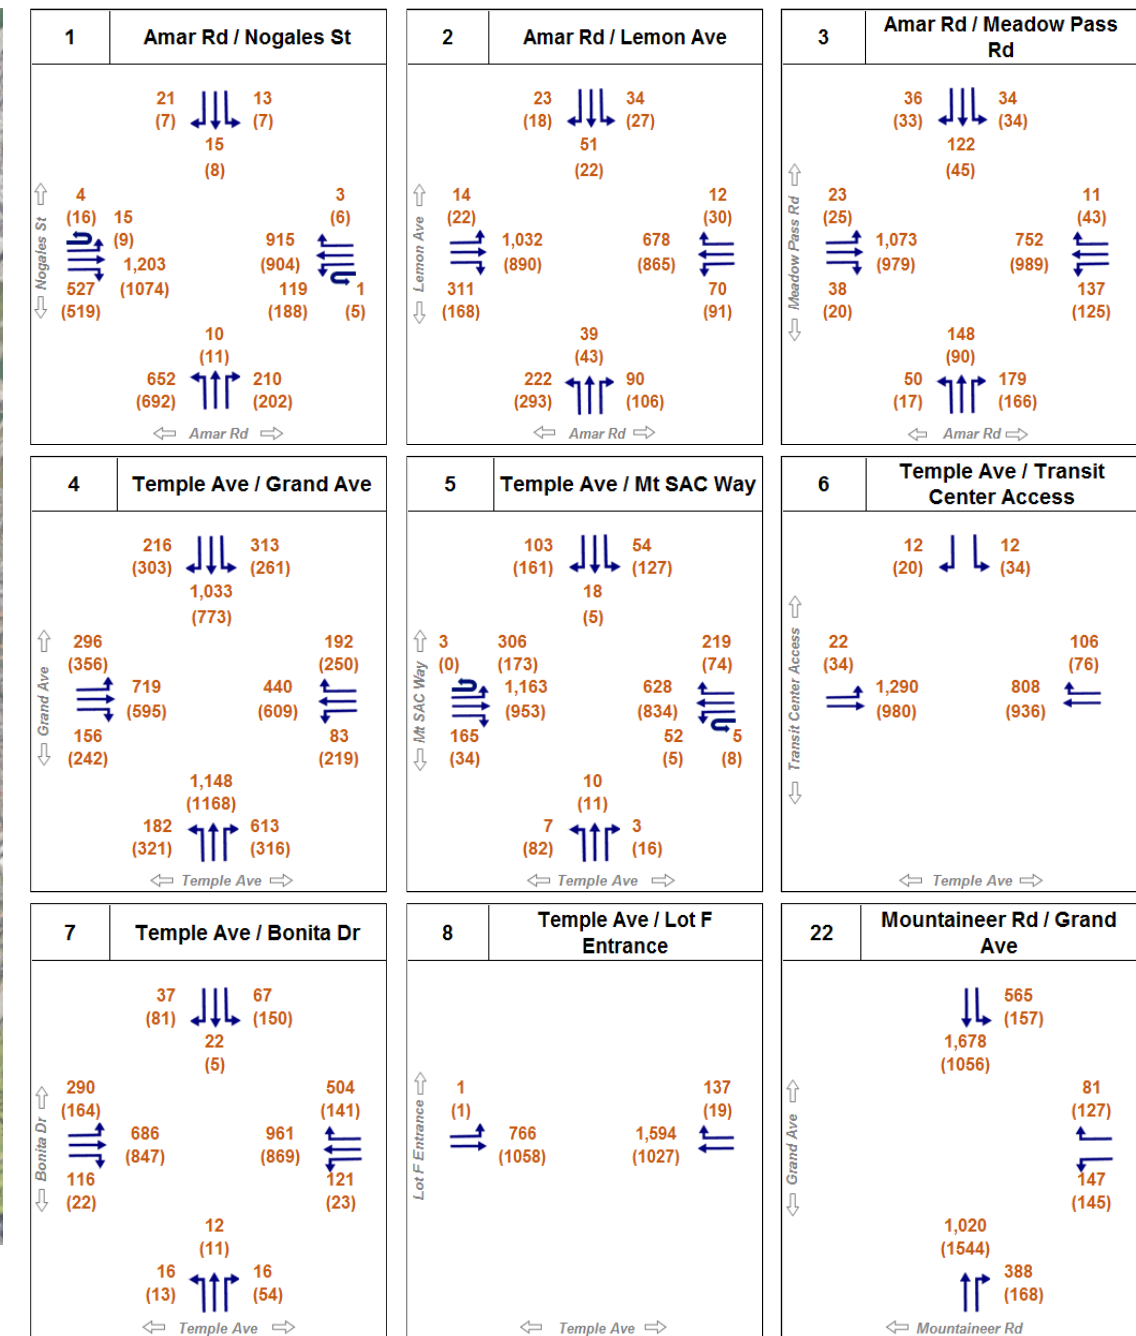 1 Amar Rd / Nogales St
21 13
(7) (7)
15
(8)
4 3
(16) 15 (6)
(9) 915
1,203 (904)
527 (1074) 119 1
(519) (188) (5)
10
(11)
652 210
(692) (202)
Nogales St
Amar Rd
2 Amar Rd / Lemon Ave
23 34
(18) (27)
51
(22)
14 12
(22) (30)
1,032 678
(890) (865)
311 70
(168) (91)
39
(43)
222 90
(293) (106)
Lemon Ave
Amar Rd
3 Amar Rd / Meadow Pass
Rd
36 34
(33) (34)
122
(45)
23 11
(25) (43)
1,073 752
(979) (989)
38 137
(20) (125)
148
(90)
50 179
(17) (166)
Meadow Pass Rd
Amar Rd
4 Temple Ave / Grand Ave
216 313
(303) (261)
1,033
(773)
296 192
(356) (250)
719 440
(595) (609)
156 83
(242) (219)
1,148
(1168)
182 613
(321) (316)
Grand Ave
Temple Ave
5 Temple Ave / Mt SAC Way
103 54
(161) (127)
18
(5)
3 306 219
(0) (173) (74)
1,163 628
(953) (834)
165 52 5
(34) (5) (8)
10
(11)
7 3
(82) (16)
Mt SAC Way
Temple Ave
6 Temple Ave / Transit
Center Access
12 12
(20) (34)
22 106
(34) (76)
1,290 808
(980) (936)
Transit Center Access
Temple Ave
7 Temple Ave / Bonita Dr
37 67
(81) (150)
22
(5)
290 504
(164) (141)
686 961
(847) (869)
116 121
(22) (23)
12
(11)
16 16
(13) (54)
Bonita Dr
Temple Ave
8 Temple Ave / Lot F
Entrance
1 137
(1) (19)
766 1,594
(1058) (1027)
Lot F Entrance
Temple Ave
22 Mountaineer Rd / Grand
Ave
565
(157)
1,678
(1056)
81
(127)
147
(145)
1,020
(1544)
388
(168)
Grand Ave
Mountaineer Rd